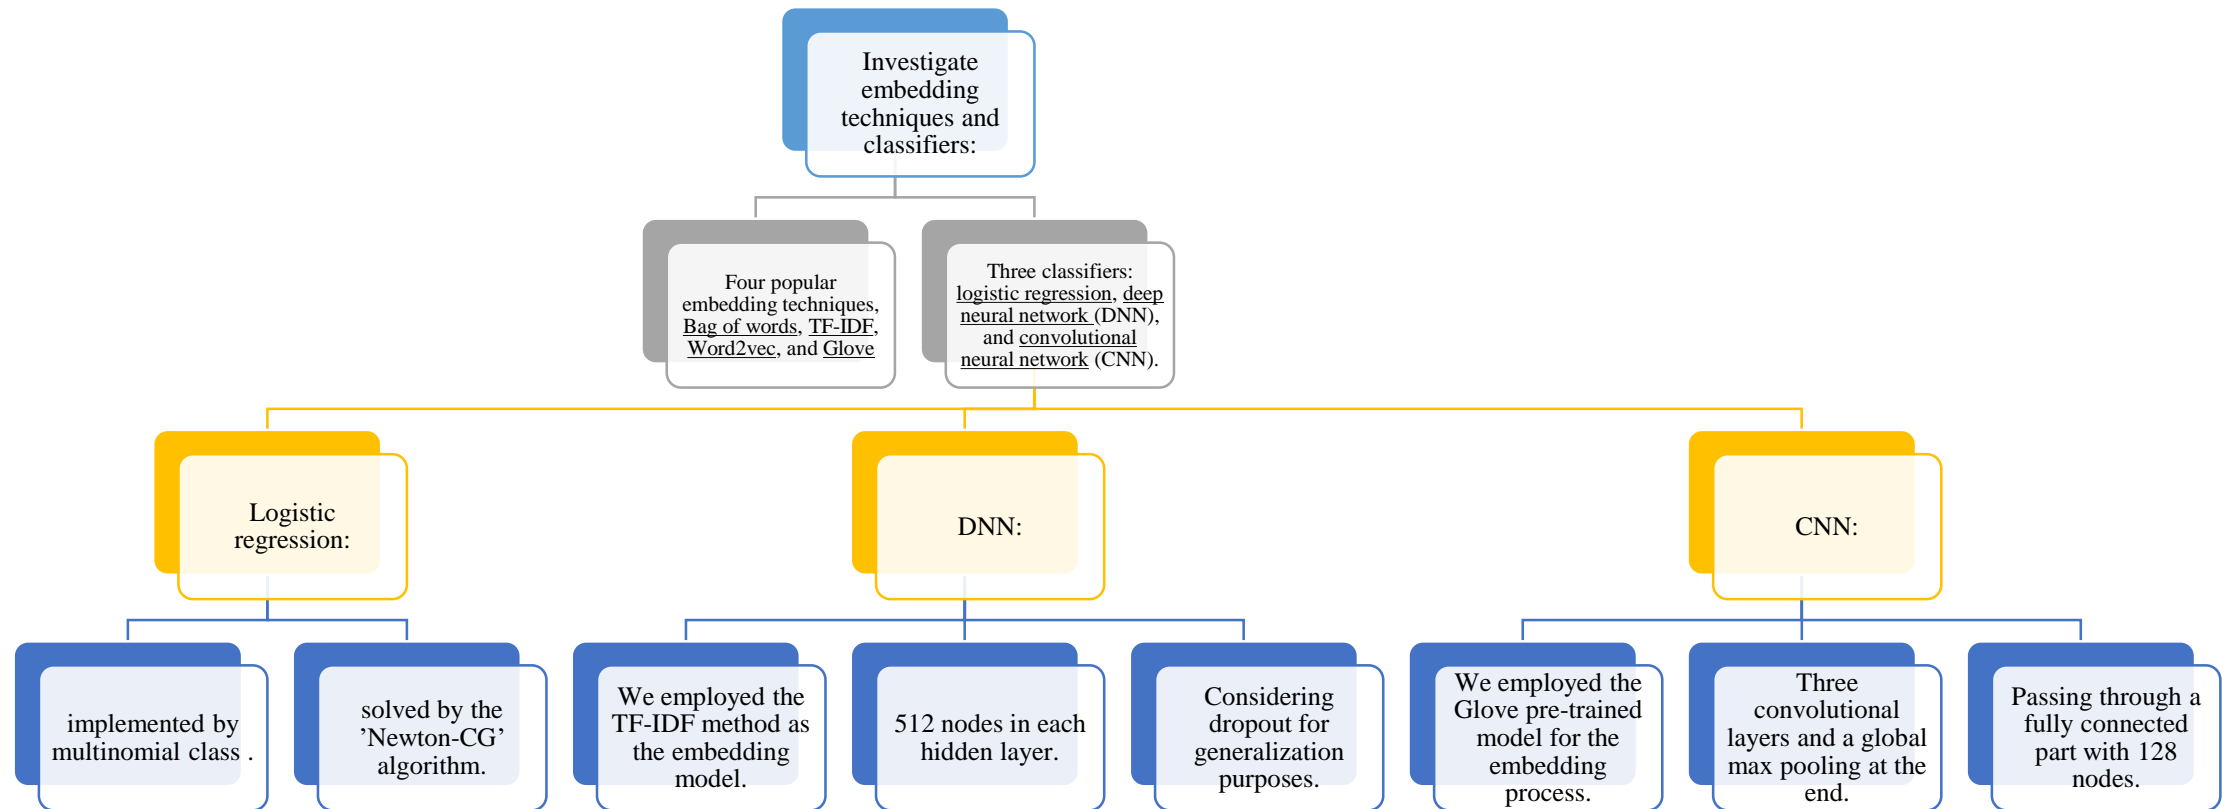 Investigate
embedding
techniques and
classifiers:
Four popular
embedding techniques,
Bag of words, TF-IDF,
Word2vec, and Glove
Three classifiers:
logistic regression, deep
neural network (DNN),
and convolutional
neural network (CNN).
Logistic
regression:
DNN:
CNN:
implemented by
multinomial class .
solved by the
’Newton-CG’
algorithm.
We employed the
TF-IDF method as
the embedding
model.
512 nodes in each
hidden layer.
Considering
dropout for
generalization
purposes.
We employed the
Glove pre-trained
model for the
embedding
process.
Three
convolutional
layers and a global
max pooling at the
end.
Passing through a
fully connected
part with 128
nodes.